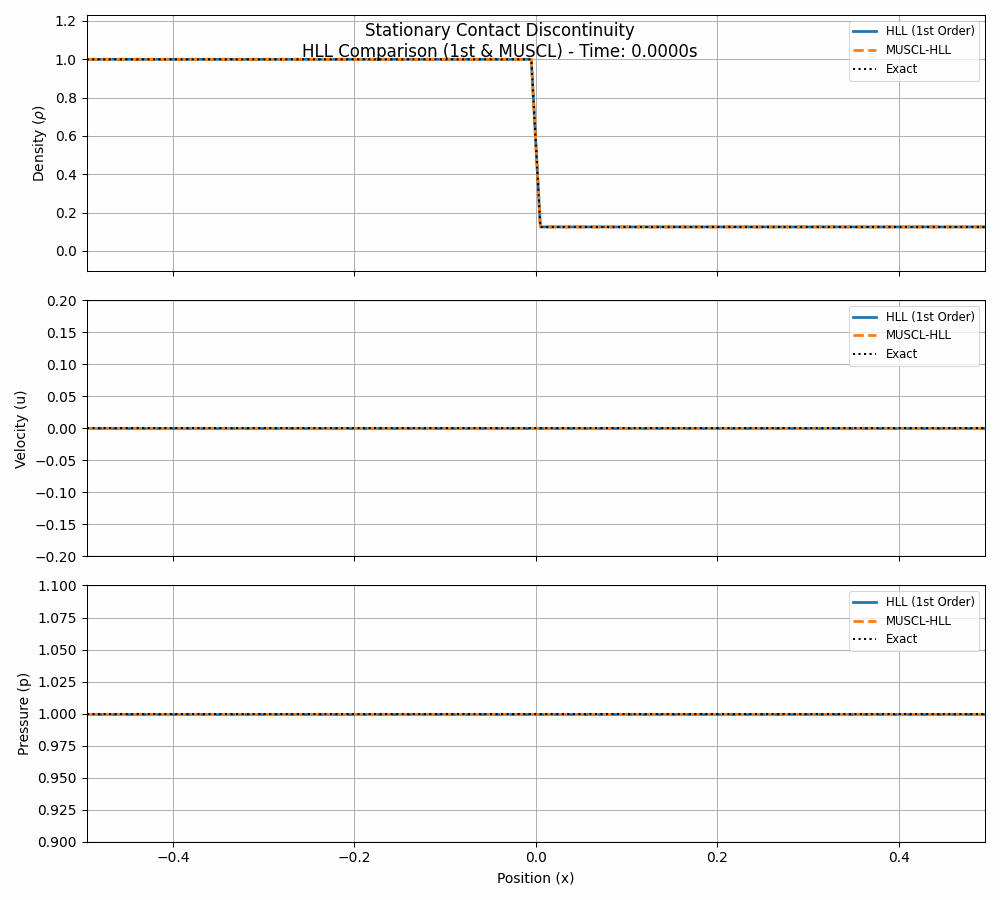 Stationary Contact Discontinuity
HLL Comparison (1st & MUSCL) - Time: 0.0000s
1.2
1.0
0.8
0.6
0.4
0.2
0.0
Density (ρ)
HLL (1st Order)
MUSCL-HLL
Exact
0.20
0.15
0.10
0.05
0.00
−0.05
−0.10
−0.15
−0.20
Velocity (u)
HLL (1st Order)
MUSCL-HLL
Exact
1.100
1.075
1.050
1.025
1.000
0.975
0.950
0.925
0.900
Pressure (p)
HLL (1st Order)
MUSCL-HLL
Exact
−0.4 −0.2 0.0 0.2 0.4
Position (x)